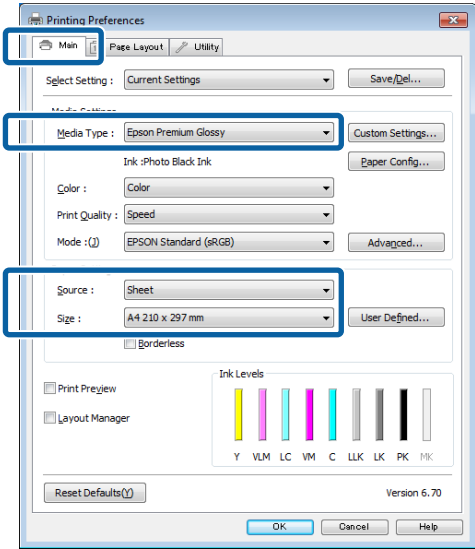 Printing Preferences
Main Page Layout Utility
Select Setting : Current Settings Save/Del...
Media Settings
Media Type : Epson Premium Glossy Custom Settings...
Ink :Photo Black Ink Paper Config...
Color : Color
Print Quality : Speed
Mode :(J) EPSON Standard (sRGB) Advanced...
Source : Sheet
Size : A4 210 x 297 mm User Defined...
Borderless
Ink Levels
Print Preview
Layout Manager
Y VLM LC VM C LLK LK PK MK
Reset Defaults(Y) Version 6.70
OK Cancel Help